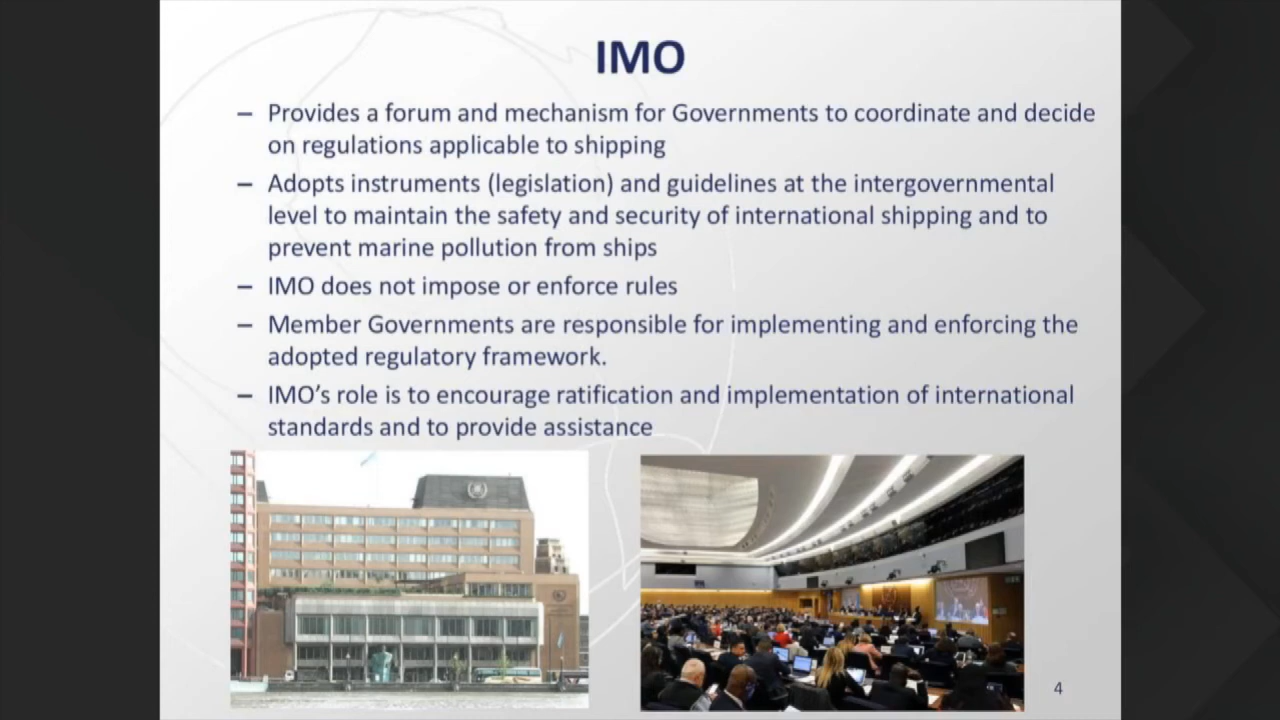 IMO
– Provides a forum and mechanism for Governments to coordinate and decide
on regulations applicable to shipping
– Adopts instruments (legislation) and guidelines at the intergovernmental
level to maintain the safety and security of international shipping and to
prevent marine pollution from ships
– IMO does not impose or enforce rules
– Member Governments are responsible for implementing and enforcing the
adopted regulatory framework.
– IMO’s role is to encourage ratification and implementation of international
standards and to provide assistance
4